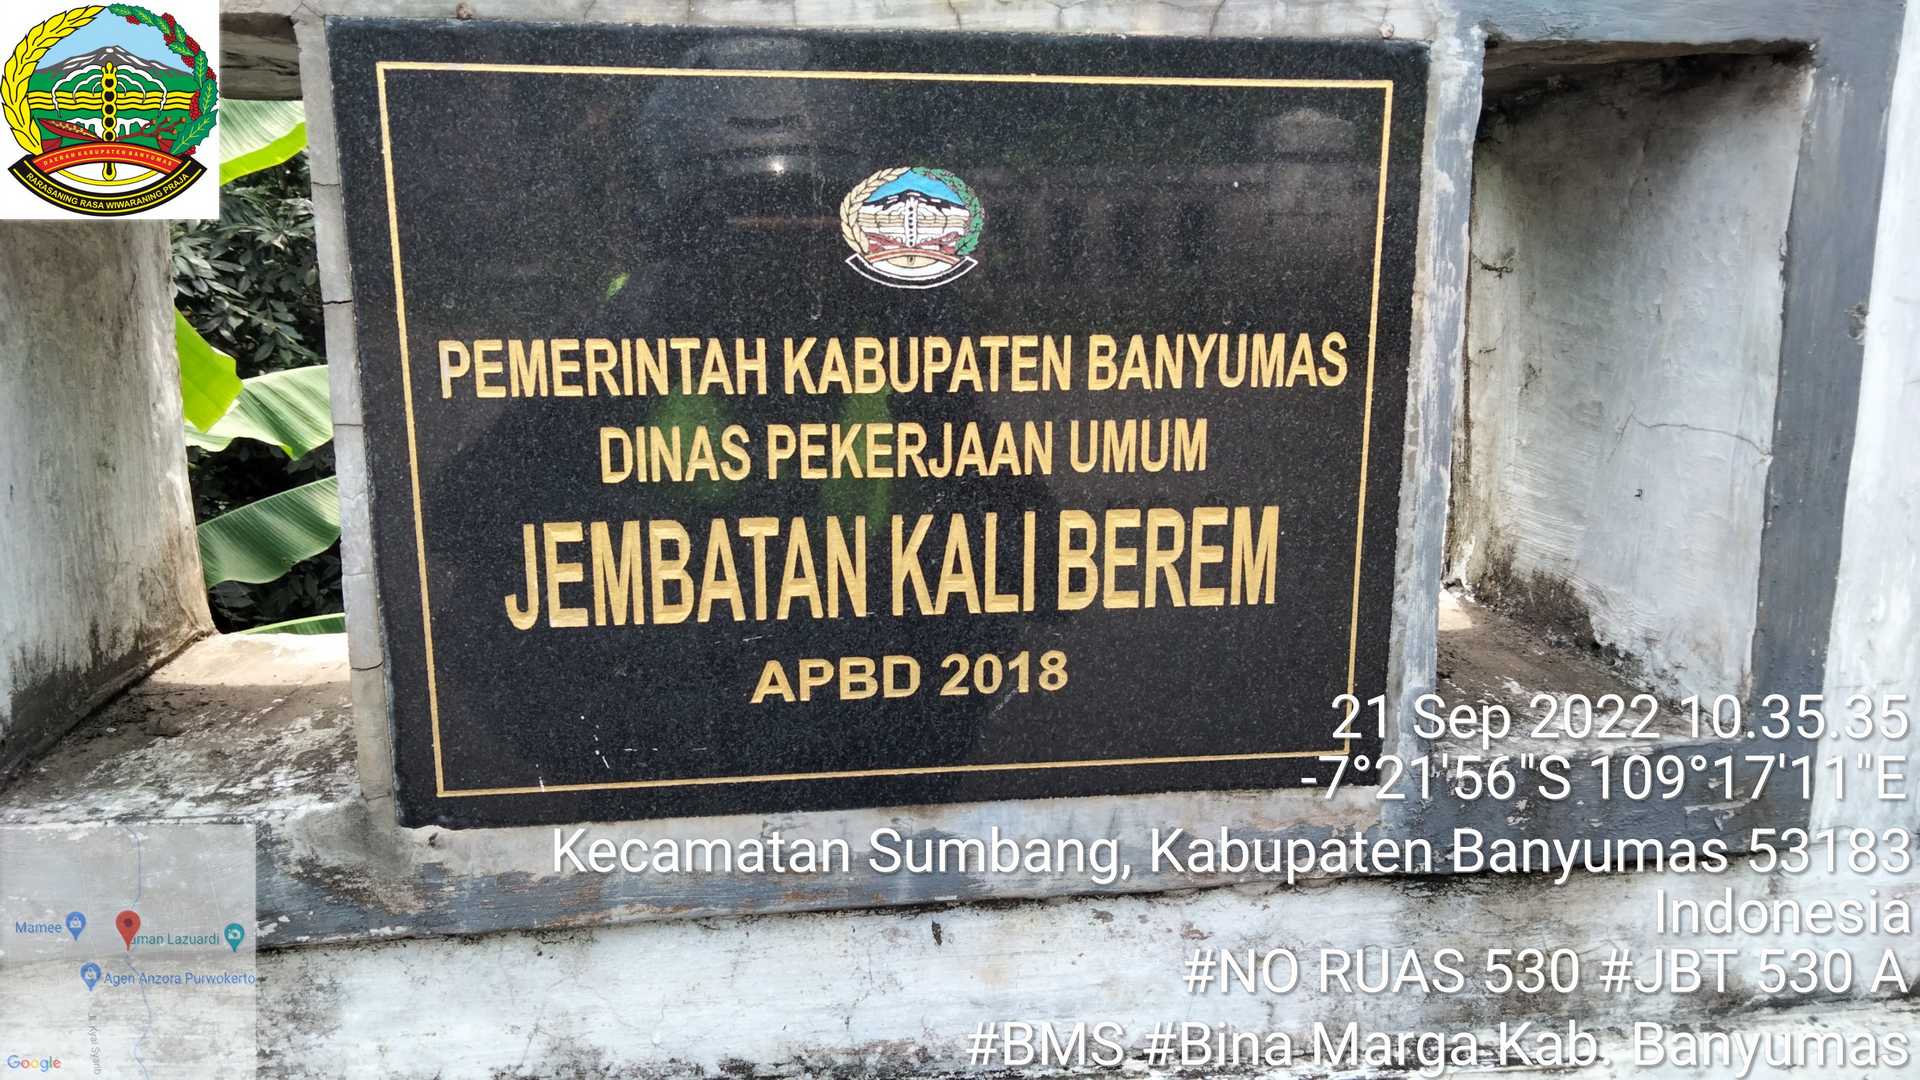 DAERAH KABUPATEN BANYUMAS
RARASANING RASA WIWARANING PRAJA
PEMERINTAH KABUPATEN BANYUMAS
DINAS PEKERJAAN UMUM
JEMBATAN KALI BEREM
APBD 2018
21 Sep 2022 10.35.35
-7°21'56"S 109°17'11"E
Kecamatan Sumbang, Kabupaten Banyumas 53183
Indonesia
#NO RUAS 530 #JBT 530 A
#BMS #Bina Marga Kab. Banyumas
Mamee
aman Lazuardi
Agen Anzora Purwokerto
Google